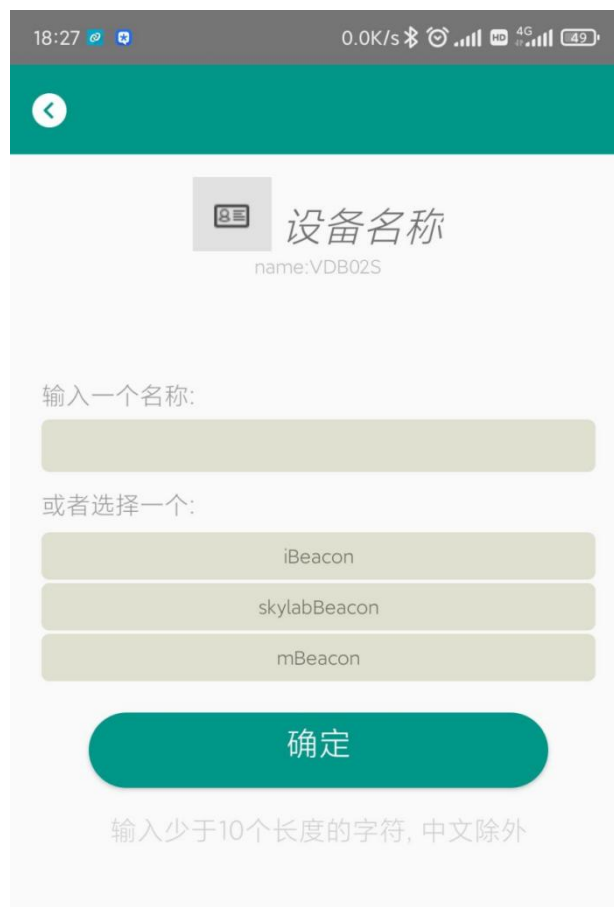 18:27 0.0K/s HD 4G 49
设备名称
name:VDB02S
输入一个名称:
或者选择一个:
iBeacon
skylabBeacon
mBeacon
确定
输入少于10个长度的字符, 中文除外